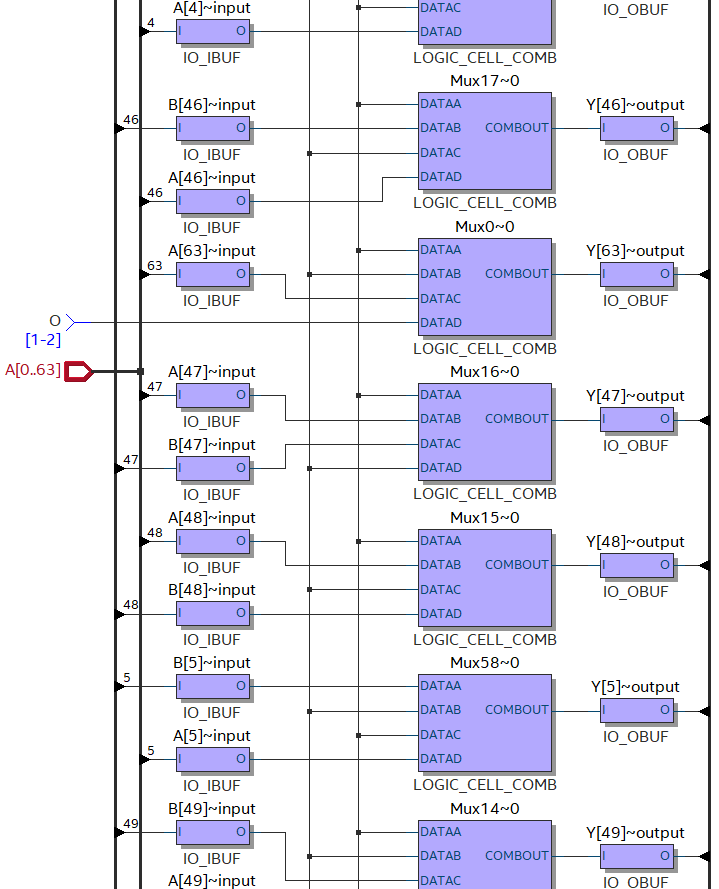 A[4]~input
4
I O
IO_IBUF
DATAC
DATAD
LOGIC_CELL_COMB
IO_OBUF
Mux17~0
B[46]~input
46
I O
IO_IBUF
A[46]~input
46
I O
IO_IBUF
DATAA
DATAB COMBOUT
DATAC
DATAD
LOGIC_CELL_COMB
Y[46]~output
I O
IO_OBUF
Mux0~0
A[63]~input
63
I O
IO_IBUF
DATAA
DATAB COMBOUT
DATAC
DATAD
LOGIC_CELL_COMB
Y[63]~output
I O
IO_OBUF
O
[1-2]
A[0..63]
Mux16~0
A[47]~input
47
I O
IO_IBUF
B[47]~input
47
I O
IO_IBUF
DATAA
DATAB COMBOUT
DATAC
DATAD
LOGIC_CELL_COMB
Y[47]~output
I O
IO_OBUF
Mux15~0
A[48]~input
48
I O
IO_IBUF
B[48]~input
48
I O
IO_IBUF
DATAA
DATAB COMBOUT
DATAC
DATAD
LOGIC_CELL_COMB
Y[48]~output
I O
IO_OBUF
Mux58~0
B[5]~input
5
I O
IO_IBUF
A[5]~input
5
I O
IO_IBUF
DATAA
DATAB COMBOUT
DATAC
DATAD
LOGIC_CELL_COMB
Y[5]~output
I O
IO_OBUF
Mux14~0
B[49]~input
49
I O
IO_IBUF
A[49]~input
DATAA
DATAB COMBOUT
DATAC
Y[49]~output
I O
IO_OBUF